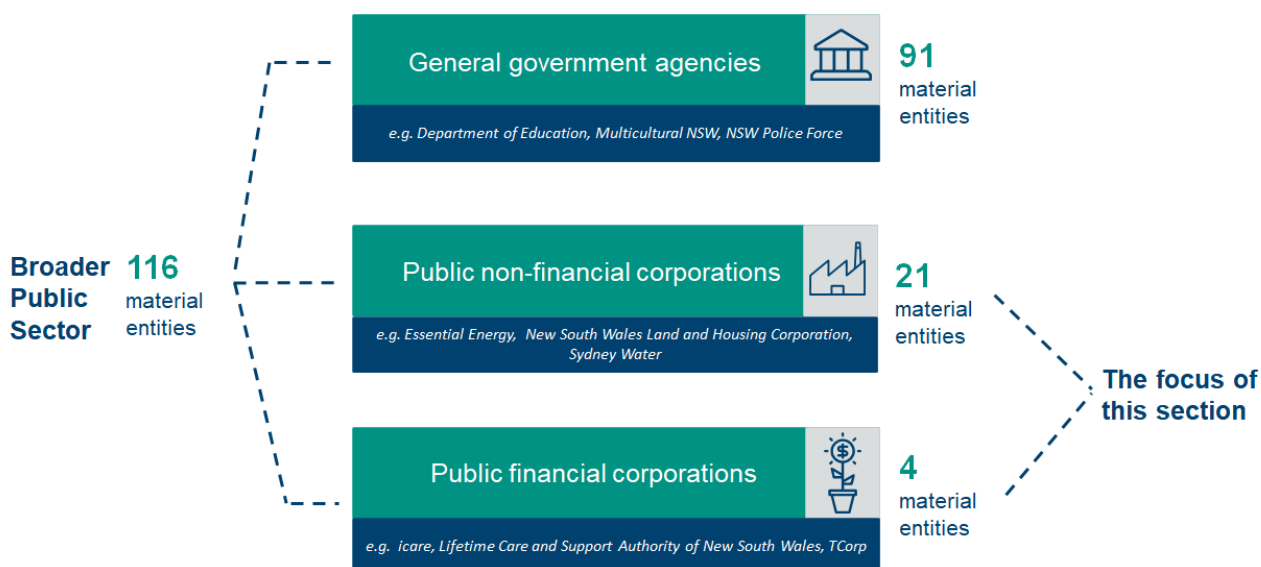 General government agencies
91
material
entities
e.g. Department of Education, Multicultural NSW, NSW Police Force
Broader
Public
Sector
116
material
entities
Public non-financial corporations
21
material
entities
e.g. Essential Energy, New South Wales Land and Housing Corporation,
Sydney Water
The focus of
this section
Public financial corporations
$
4
material
entities
e.g. icare, Lifetime Care and Support Authority of New South Wales, TCorp